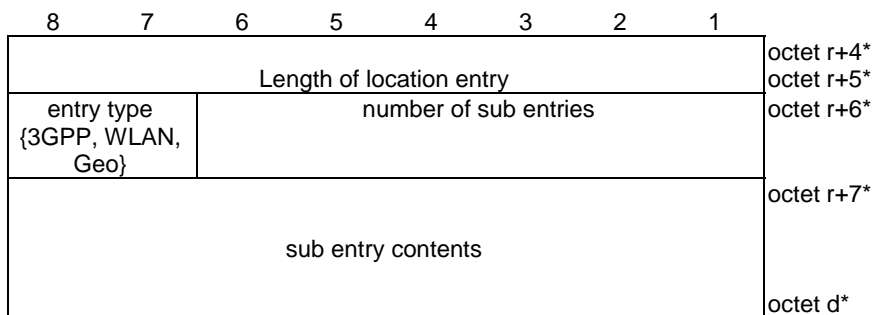 8 7 6 5 4 3 2 1
octet r+4*
Length of location entry octet r+5*
entry type number of sub entries octet r+6*
{3GPP, WLAN,
Geo}
octet r+7*
sub entry contents
octet d*